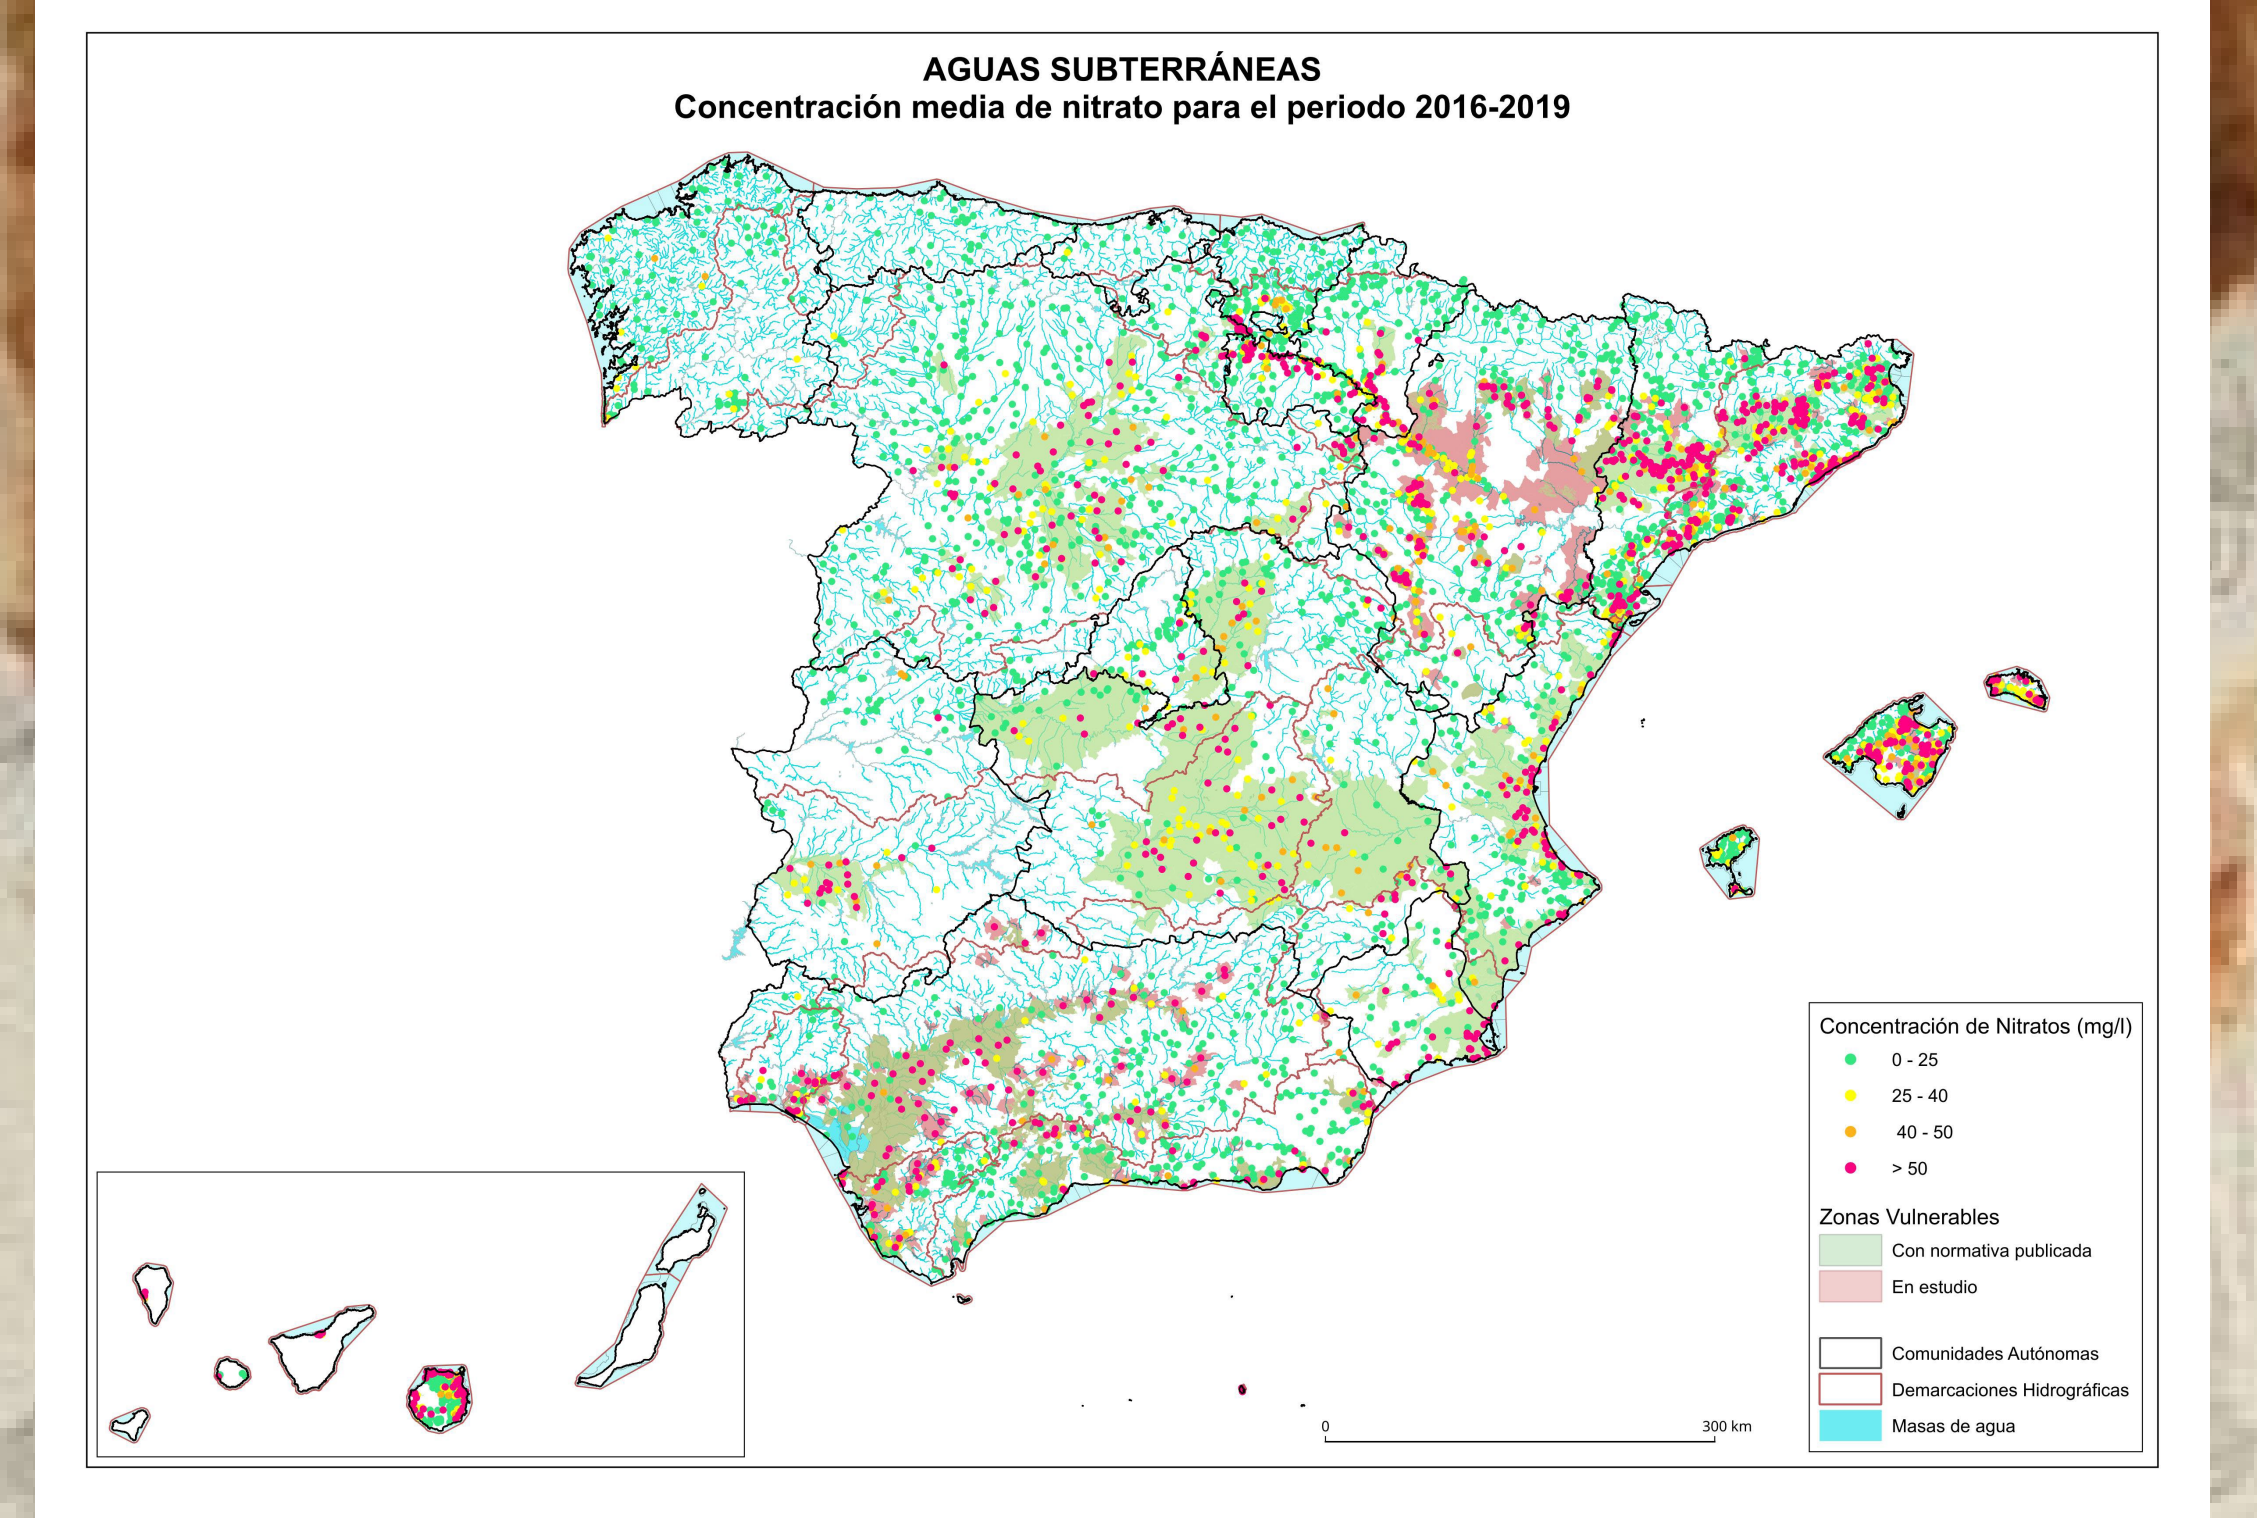 AGUAS SUBTERRÁNEAS
Concentración media de nitrato para el periodo 2016-2019
Concentración de Nitratos (mg/l)
0 - 25
25 - 40
40 - 50
> 50
Zonas Vulnerables
Con normativa publicada
En estudio
Comunidades Autónomas
Demarcaciones Hidrográficas
Masas de agua
0 300 km